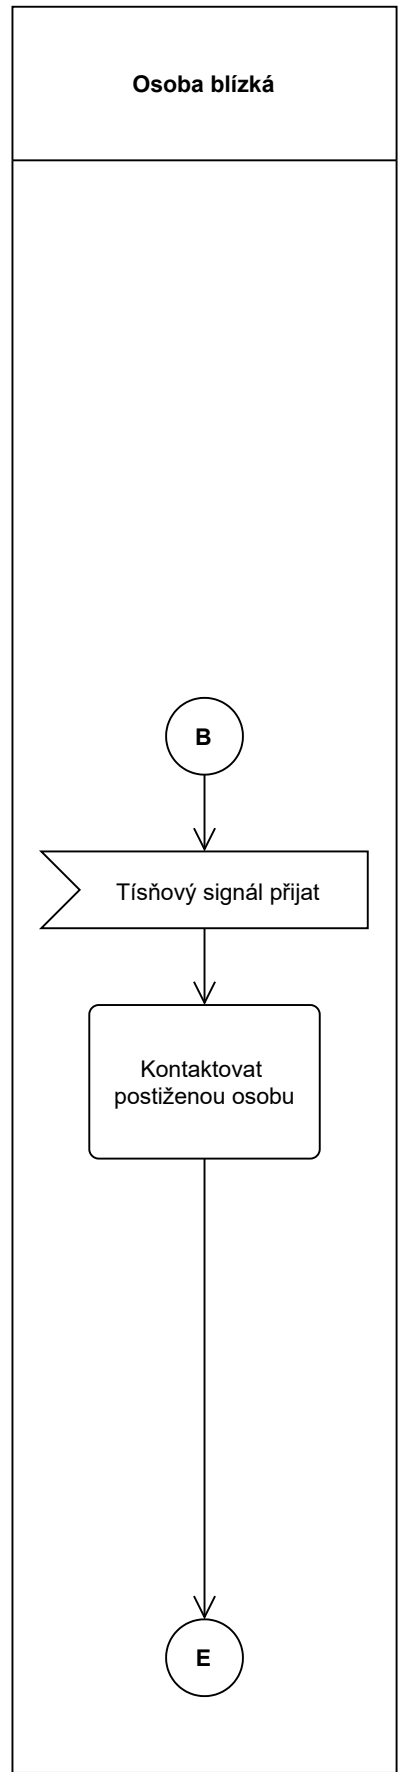 Osoba blízká
B
Tísňový signál přijat
Kontaktovat
postiženou osobu
E